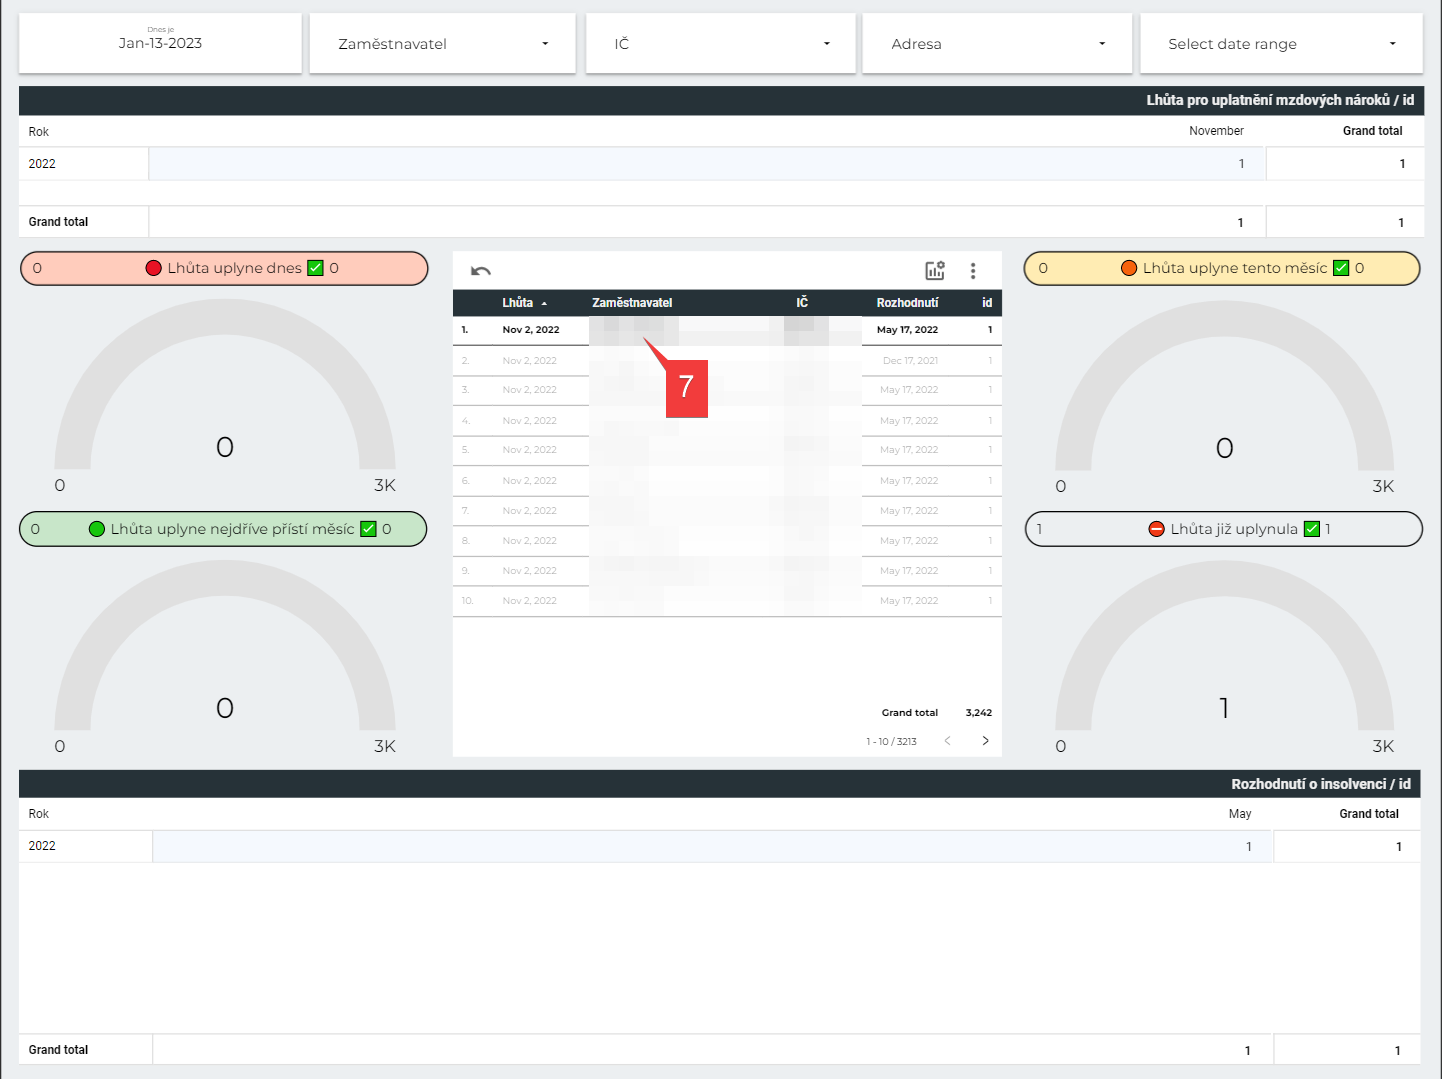 Dnes je
Jan-13-2023
Zaměstnavatel
IČ
Adresa
Select date range
Lhůta pro uplatnění mzdových nároků / id
Rok November Grand total
2022 1 1
Grand total 1 1
0 Lhůta uplyne dnes ✅ 0
0
0 3K
0 Lhůta uplyne nejdříve přístí měsíc ✅ 0
0
0 3K
Lhůta Zaměstnavatel IČ Rozhodnutí id
1. Nov 2, 2022 May 17, 2022 1
2. Nov 2, 2022 Dec 17, 2021 1
3. Nov 2, 2022 May 17, 2022 1
4. Nov 2, 2022 May 17, 2022 1
5. Nov 2, 2022 May 17, 2022 1
6. Nov 2, 2022 May 17, 2022 1
7. Nov 2, 2022 May 17, 2022 1
8. Nov 2, 2022 May 17, 2022 1
9. Nov 2, 2022 May 17, 2022 1
10. Nov 2, 2022 May 17, 2022 1
7
Grand total 3,242
1 - 10 / 3213 < >
0 Lhůta uplyne tento měsíc ✅ 0
0
0 3K
1 Lhůta již uplynula ✅ 1
1
0 3K
Rozhodnutí o insolvenci / id
Rok May Grand total
2022 1 1
Grand total 1 1